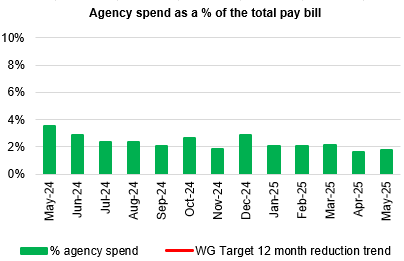 Agency spend as a % of the total pay bill
10%
8%
6%
4%
2%
0%
May-24
Jun-24
Jul-24
Aug-24
Sep-24
Oct-24
Nov-24
Dec-24
Jan-25
Feb-25
Mar-25
Apr-25
May-25
% agency spend
WG Target 12 month reduction trend